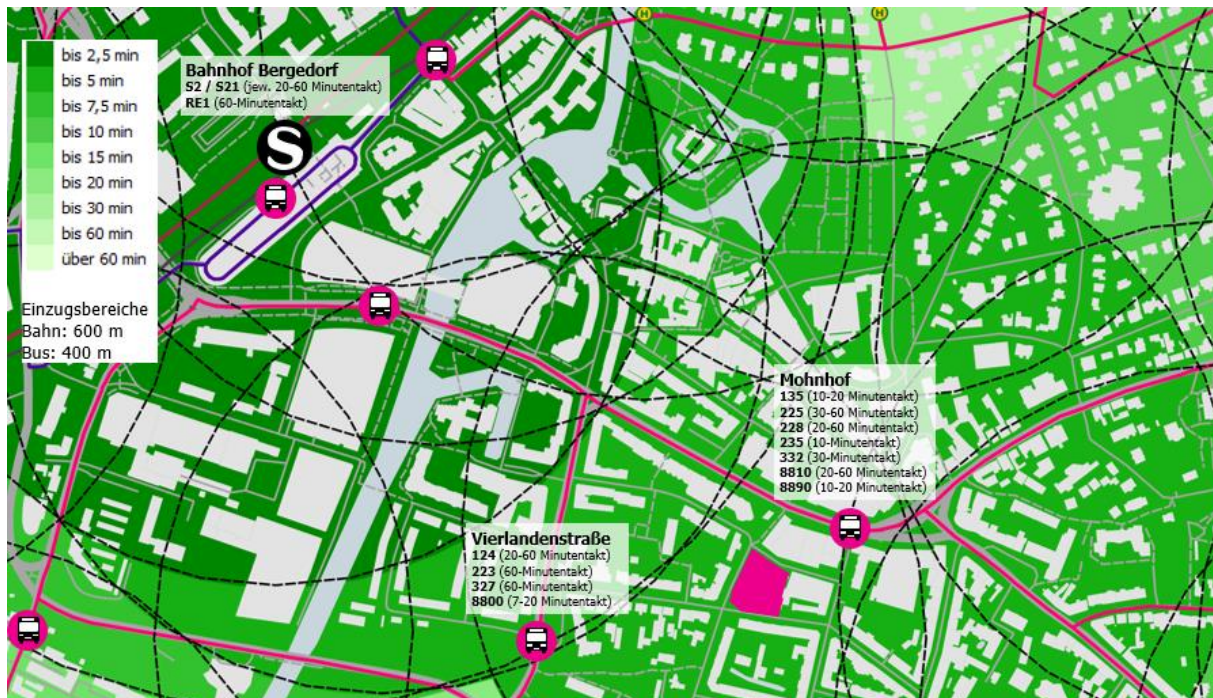 bis 2,5 min
bis 5 min
bis 7,5 min
bis 10 min
bis 15 min
bis 20 min
bis 30 min
bis 60 min
über 60 min
Einzugsbereiche
Bahn: 600 m
Bus: 400 m
Bahnhof Bergedorf
S2 / S21 (jew. 20-60 Minutentakt)
RE1 (60-Minutentakt)
S
H
H
Mohnhof
135 (10-20 Minutentakt)
225 (30-60 Minutentakt)
228 (20-60 Minutentakt)
235 (10-Minutentakt)
332 (30-Minutentakt)
8810 (20-60 Minutentakt)
8890 (10-20 Minutentakt)
Vierlandenstraße
124 (20-60 Minutentakt)
223 (60-Minutentakt)
327 (60-Minutentakt)
8800 (7-20 Minutentakt)